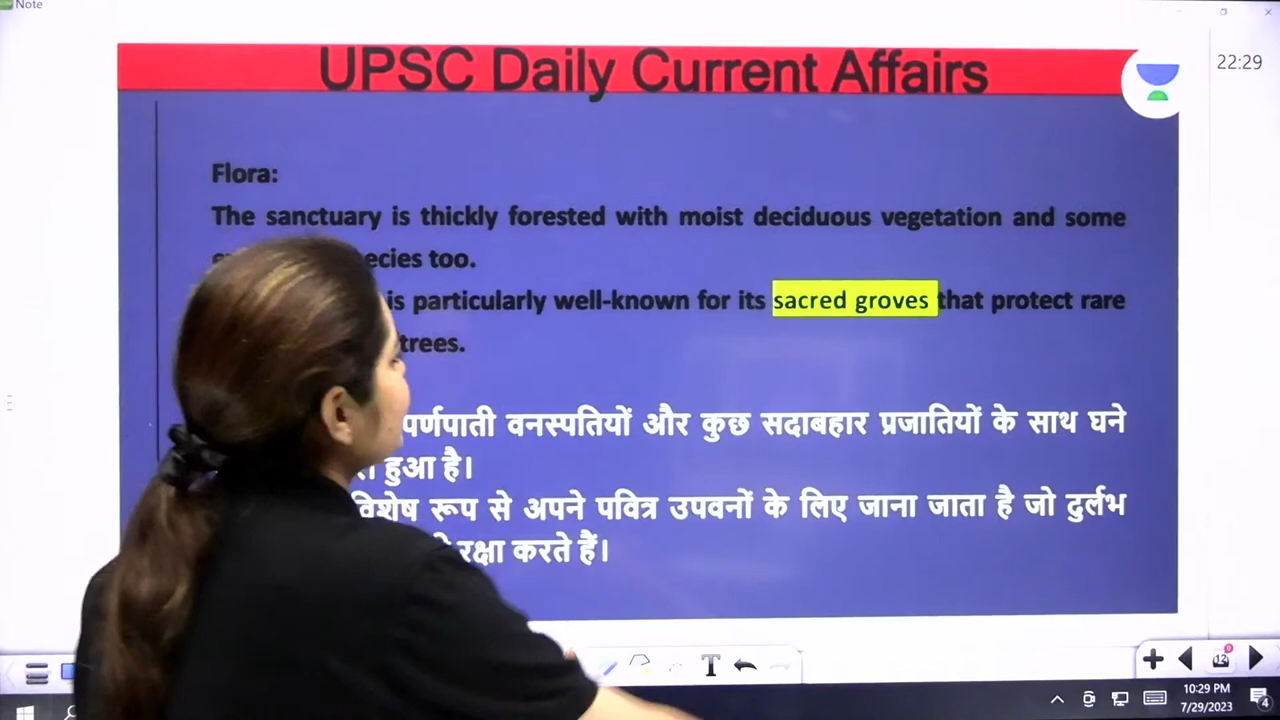 Note
UPSC Daily Current Affairs
22:29
Flora:
The sanctuary is thickly forested with moist deciduous vegetation and some
too.
is particularly well-known for its sacred groves that protect rare
trees.
पर्णपाती वनस्पतियों और कुछ सदाबहार प्रजातियों के साथ घने
हुआ है।
विशेष रूप से अपने पवित्र उपवनों के लिए जाना जाता है जो दुर्लभ
रक्षा करते हैं।
T
12
10:29 PM
7/29/2023
4